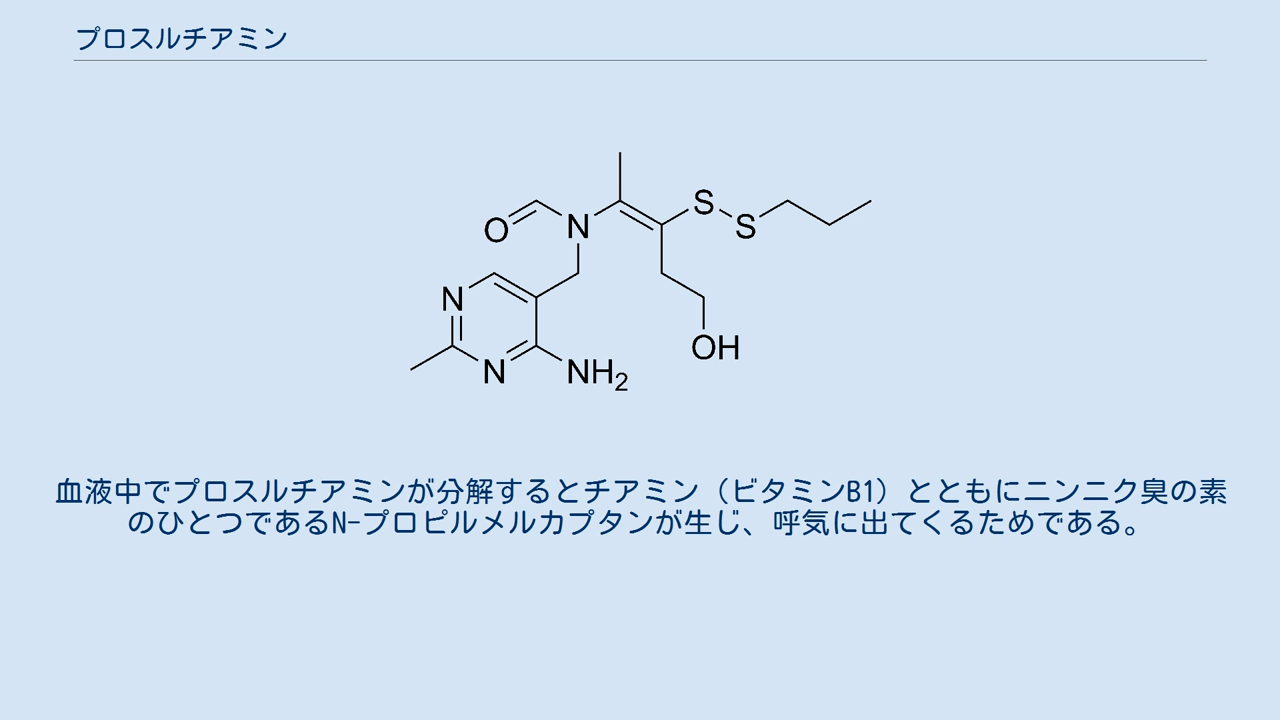 プロスルチアミン
O
N
S
S
N
N
NH2
OH
血液中でプロスルチアミンが分解するとチアミン（ビタミンB1）とともにニンニク臭の素
のひとつであるN-プロピルメルカプタンが生じ、呼気に出てくるためである。